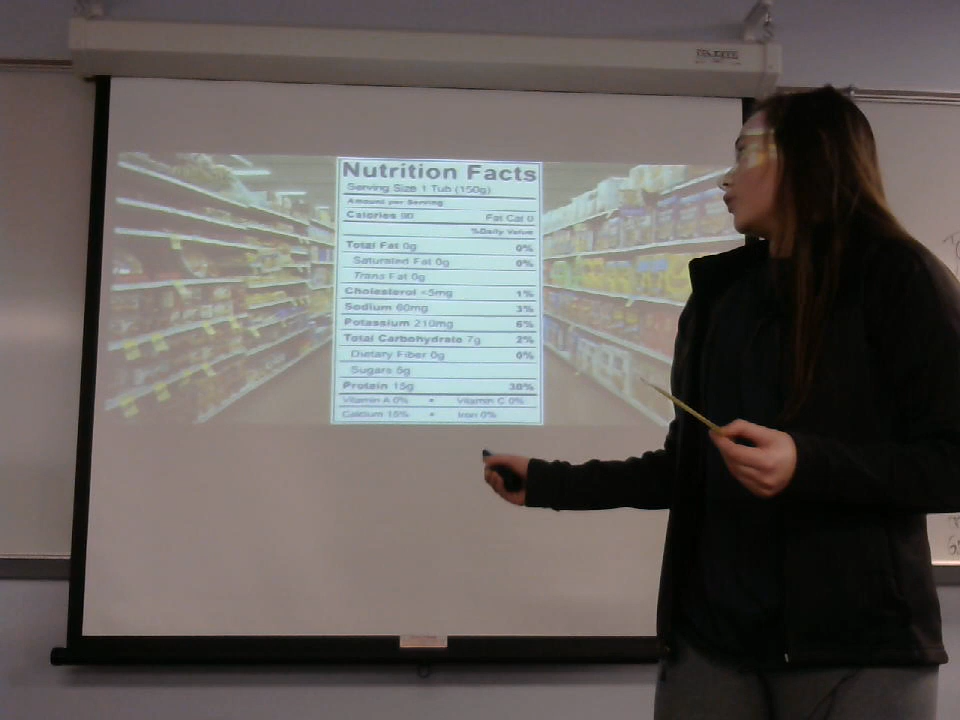 Nutrition Facts
Serving Size 1 Tub (150g)
Amount per Serving
Calories 80 Fat Cal 0
%Daily Value
Total Fat 0g 0%
Saturated Fat 0g 0%
Trans Fat 0g
Cholesterol <5mg 1%
Sodium 60mg 3%
Potassium 210mg 6%
Total Carbohydrate 7g 2%
Dietary Fiber 0g 0%
Sugars 5g
Protein 15g 30%
Vitamin A 0% • Vitamin C 0%
Calcium 15% • Iron 0%